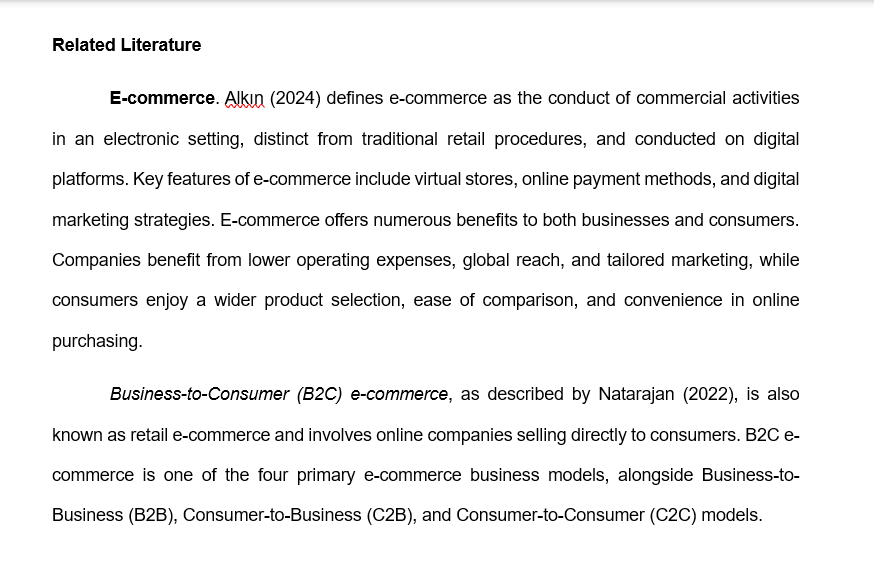 Related Literature
E-commerce. Alkın (2024) defines e-commerce as the conduct of commercial activities
in an electronic setting, distinct from traditional retail procedures, and conducted on digital
platforms. Key features of e-commerce include virtual stores, online payment methods, and digital
marketing strategies. E-commerce offers numerous benefits to both businesses and consumers.
Companies benefit from lower operating expenses, global reach, and tailored marketing, while
consumers enjoy a wider product selection, ease of comparison, and convenience in online
purchasing.
Business-to-Consumer (B2C) e-commerce, as described by Natarajan (2022), is also
known as retail e-commerce and involves online companies selling directly to consumers. B2C e-
commerce is one of the four primary e-commerce business models, alongside Business-to-
Business (B2B), Consumer-to-Business (C2B), and Consumer-to-Consumer (C2C) models.